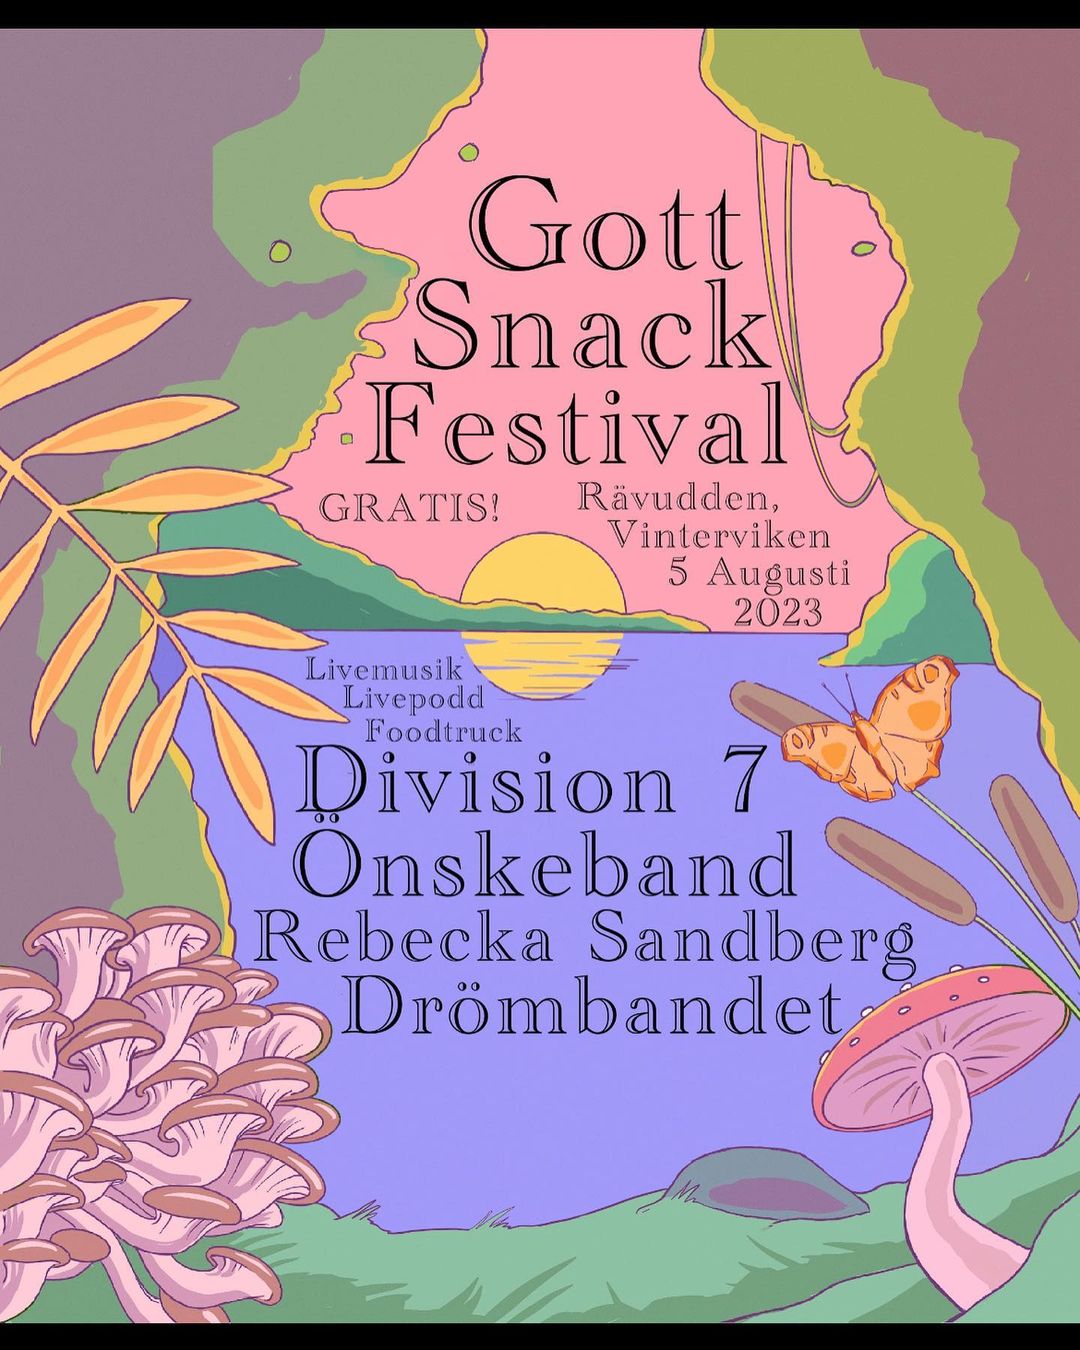 Gott
Snack
Festival
GRATIS!
Rävudden,
Vinterviken
5 Augusti
2023
Livemusik
Livepodd
Foodtruck
Division 7
Önskeband
Rebecka Sandberg
Drömbandet